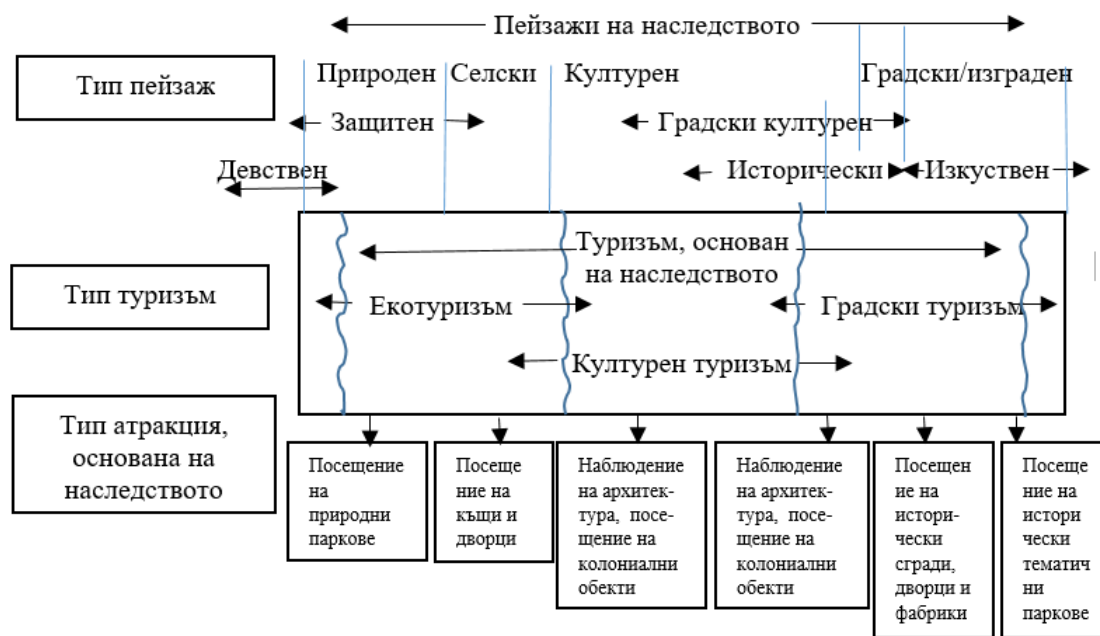 Пейзажи на наследството
Тип пейзаж
Природен
Селски
Културен
Градски/изграден
Защитен
Градски културен
Девствен
Исторически
Изкуствен
Тип туризъм
Туризъм, основан
на наследството
Екотуризъм
Градски туризъм
Културен туризъм
Тип атракция,
основана на
наследството
Посещение
на
природни
паркове
Посеще
ние на
къщи и
дворци
Наблюдение
на архитек-
тура, посе-
щение на
колониални
обекти
Наблюдение
на архитек-
тура, посе-
щение на
колониални
обекти
Посещен
ие на
истори-
чески
сгради,
дворци и
фабрики
Посеще
ние на
истори
чески
тематич
ни
паркове